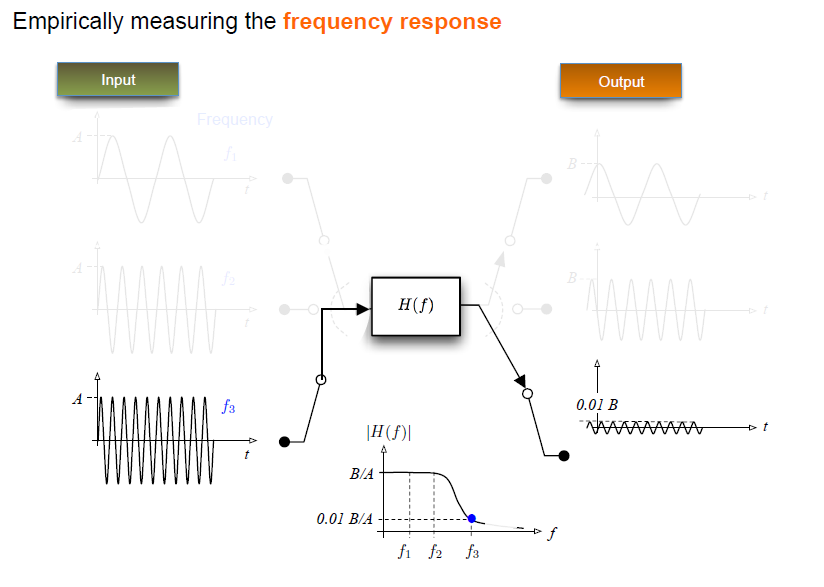 Empirically measuring the frequency response
Input
Output
Frequency
A
f₁
t
B
t
A
f₂
t
B
t
H(f)
A
f₃
t
0.01 B
t
|H(f)|
B/A
0.01 B/A
f
f₁ f₂ f₃